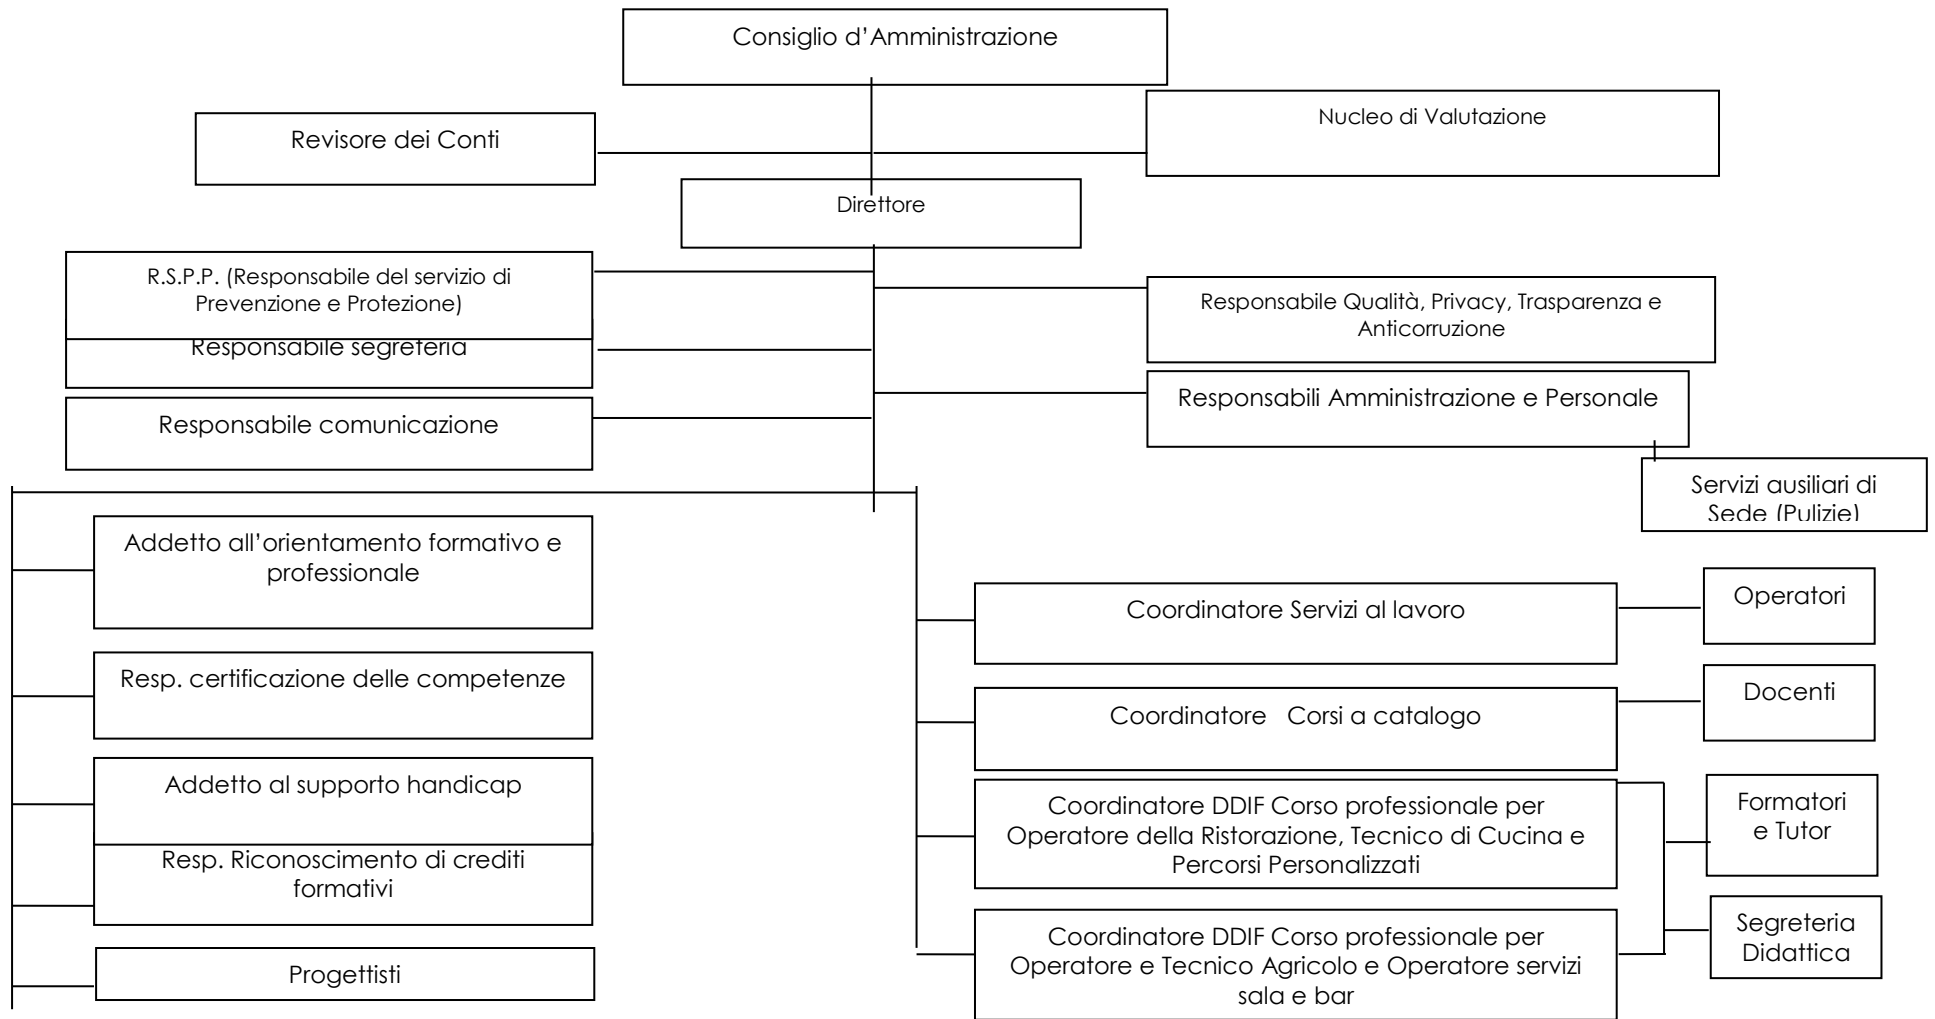 Consiglio d’Amministrazione
Revisore dei Conti
Nucleo di Valutazione
Direttore
R.S.P.P. (Responsabile del servizio di
Prevenzione e Protezione)
Responsabile segreteria
Responsabile comunicazione
Responsabile Qualità, Privacy, Trasparenza e
Anticorruzione
Responsabili Amministrazione e Personale
Servizi ausiliari di
Sede (Pulizie)
Addetto all’orientamento formativo e
professionale
Resp. certificazione delle competenze
Addetto al supporto handicap
Resp. Riconoscimento di crediti
formativi
Progettisti
Coordinatore Servizi al lavoro
Operatori
Coordinatore Corsi a catalogo
Docenti
Coordinatore DDIF Corso professionale per
Operatore della Ristorazione, Tecnico di Cucina e
Percorsi Personalizzati
Formatori
e Tutor
Coordinatore DDIF Corso professionale per
Operatore e Tecnico Agricolo e Operatore servizi
sala e bar
Segreteria
Didattica